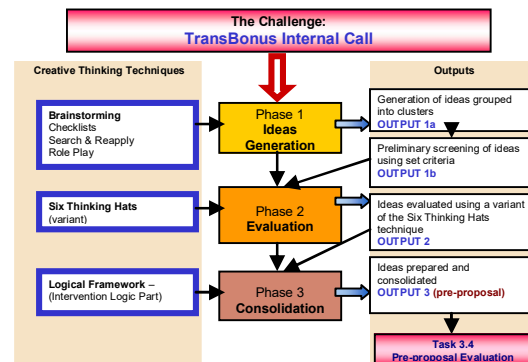 The Challenge:
TransBonus Internal Call
Creative Thinking Techniques
Outputs
Brainstorming
Checklists
Search & Reapply
Role Play
Phase 1
Ideas
Generation
Generation of ideas grouped
into clusters
OUTPUT 1a
Preliminary screening of ideas
using set criteria
OUTPUT 1b
Six Thinking Hats
(variant)
Phase 2
Evaluation
Ideas evaluated using a variant
of the Six Thinking Hats
technique
OUTPUT 2
Logical Framework –
(Intervention Logic Part)
Phase 3
Consolidation
Ideas prepared and
consolidated
OUTPUT 3 (pre-proposal)
Task 3.4
Pre-proposal Evaluation